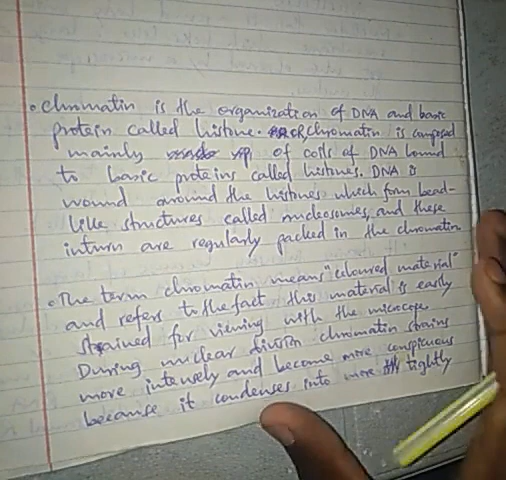 • Chromatin is the organization of DNA and basic
protein called histone. OR, Chromatin is composed
mainly of coils of DNA bound
to basic proteins called histones. DNA is
wound around the histones which form bead-
like structures called nucleosomes, and these
inturn are regularly packed in the chromatin
• The term chromatin means "coloured material"
and refers to the fact this material is easily
stained for viewing with the microscope
During nuclear division chromatin stains
more intensely and become more conspicuous
because it condenses into more tightly